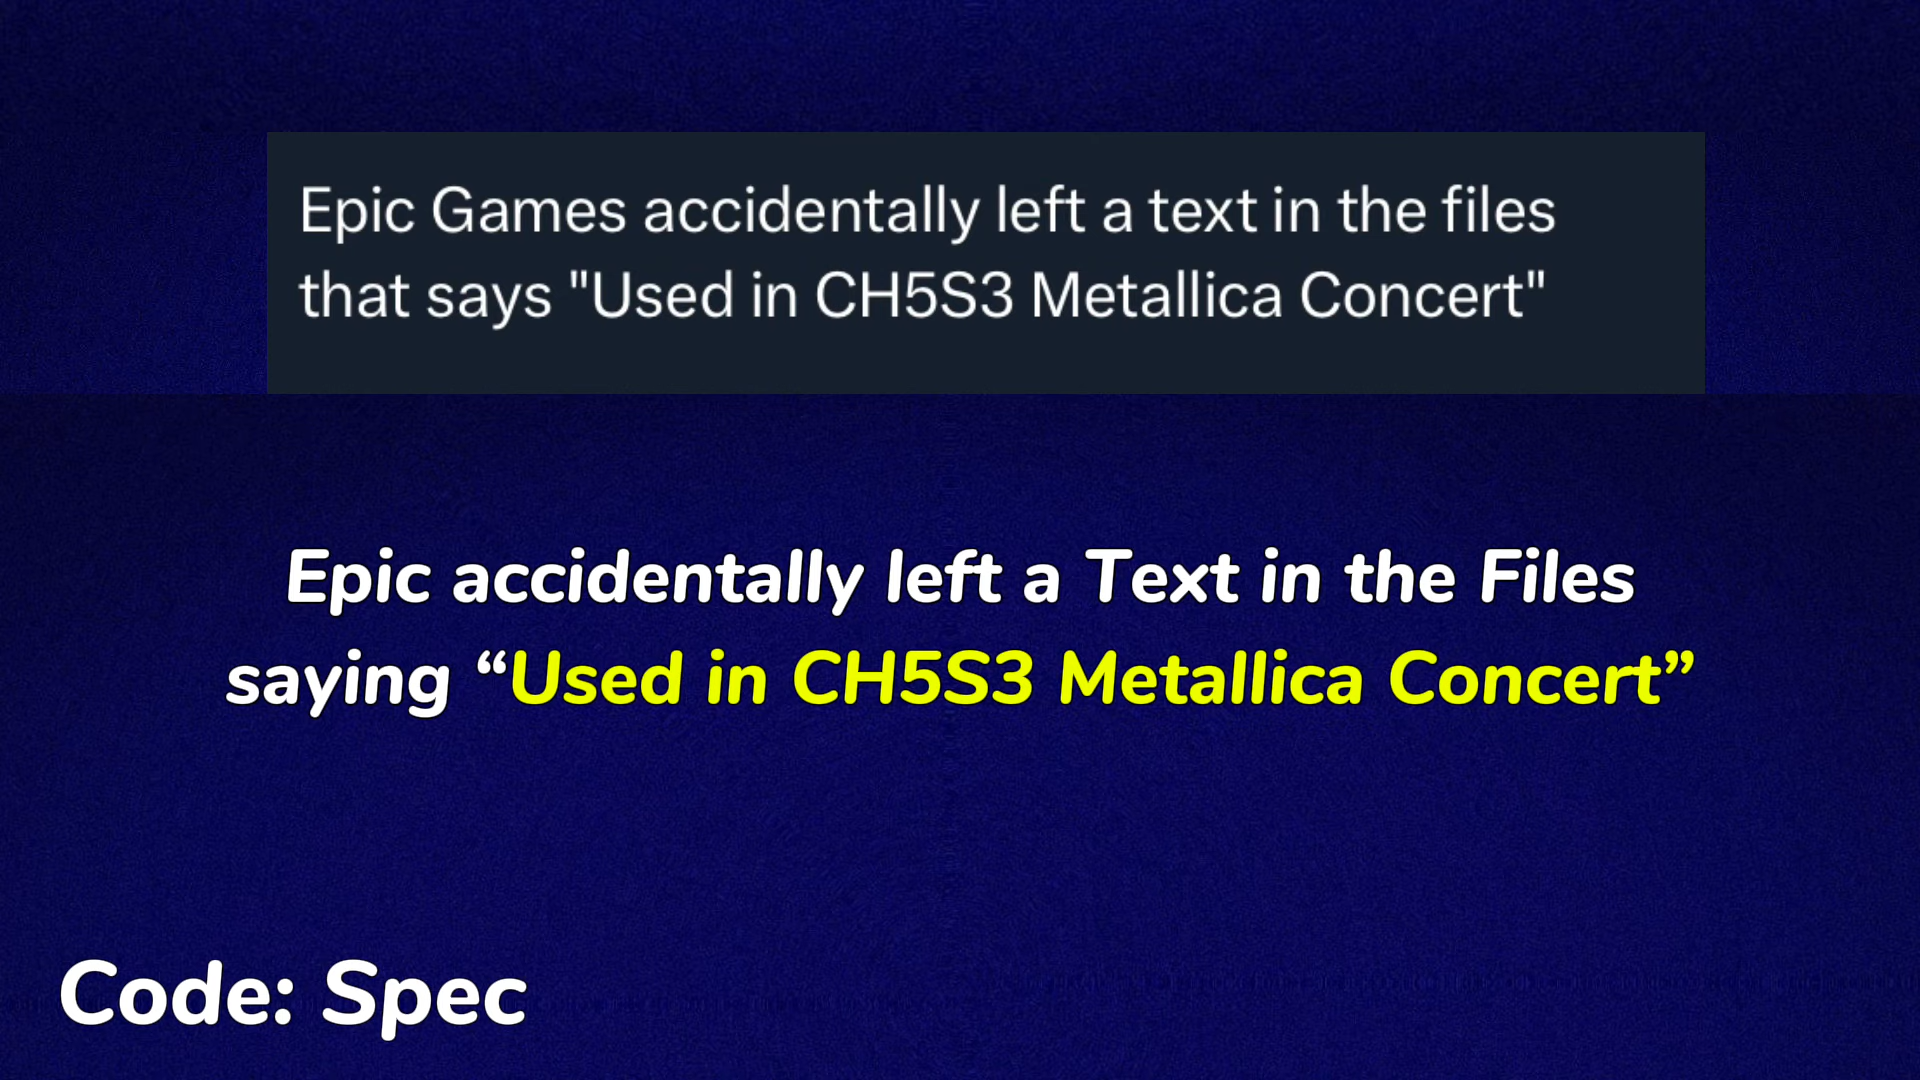 Epic Games accidentally left a text in the files
that says "Used in CH5S3 Metallica Concert"
Epic accidentally left a Text in the Files
saying “Used in CH5S3 Metallica Concert”
Code: Spec